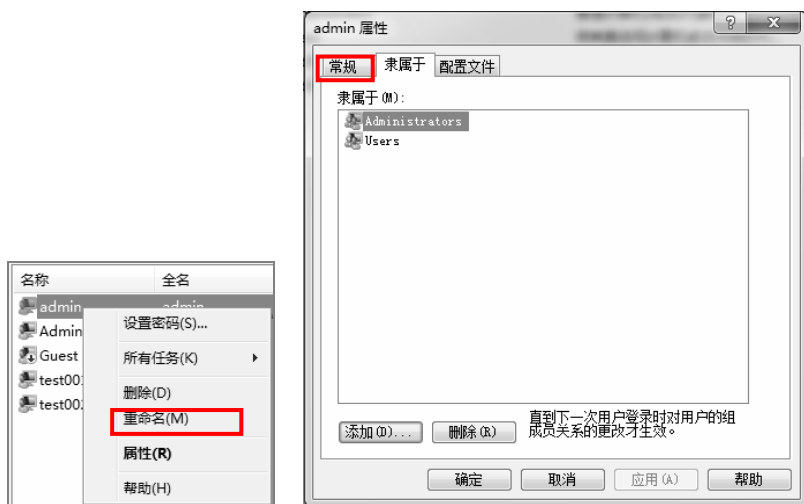 admin 属性
常规 隶属于 配置文件
隶属于(M):
Administrators
Users
添加(D)... 删除(R)
直到下一次用户登录时对用户的组
成员关系的更改才生效。
确定 取消 应用(A) 帮助
名称 全名
admin admin
Admin
Guest
test00
test00
设置密码(S)...
所有任务(K)
删除(D)
重命名(M)
属性(R)
帮助(H)